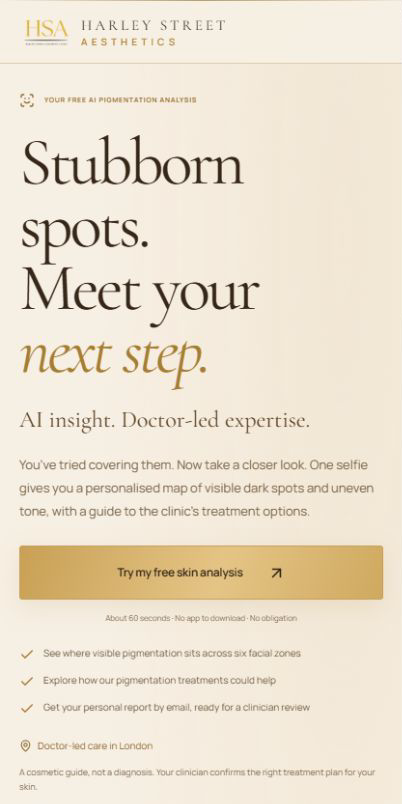 HSA
HARLEY STREET
AESTHETICS
YOUR FREE AI PIGMENTATION ANALYSIS
Stubborn
spots.
Meet your
next step.
AI insight. Doctor-led expertise.
You've tried covering them. Now take a closer look. One selfie
gives you a personalised map of visible dark spots and uneven
tone, with a guide to the clinic's treatment options.
Try my free skin analysis
About 60 seconds · No app to download · No obligation
See where visible pigmentation sits across six facial zones
Explore how our pigmentation treatments could help
Get your personal report by email, ready for a clinician review
Doctor-led care in London
A cosmetic guide, not a diagnosis. Your clinician confirms the right treatment plan for your
skin.